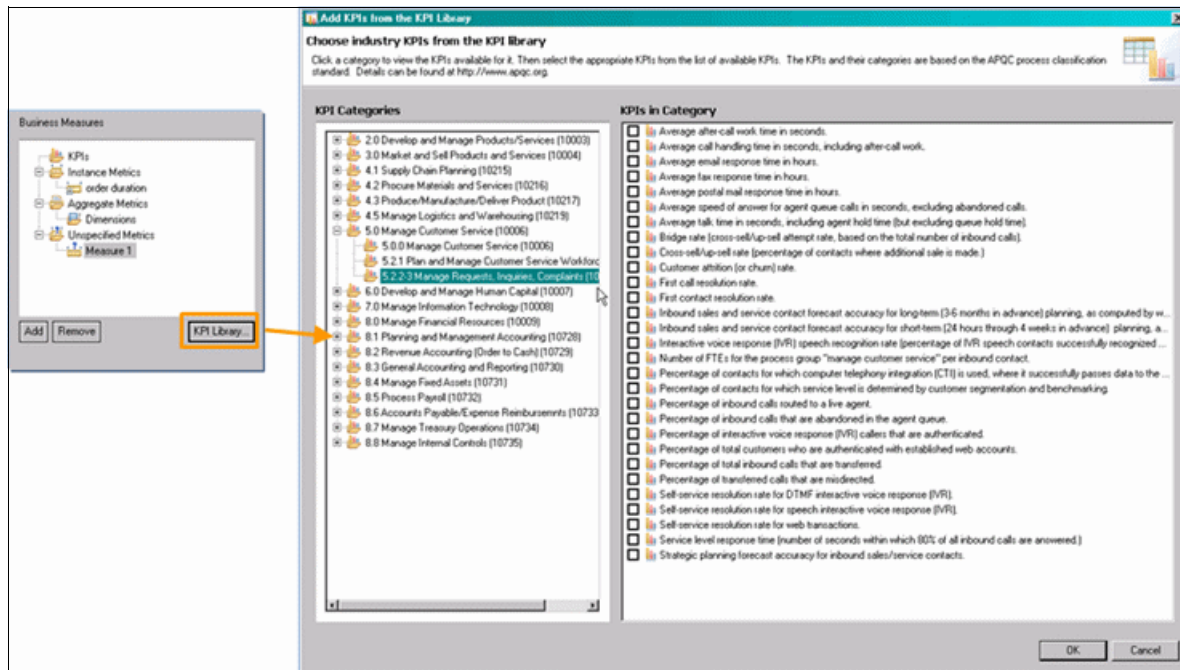 Add KPIs from the KPI Library
Choose industry KPIs from the KPI library
Click a category to view the KPIs available for it. Then select the appropriate KPIs from the list of available KPIs. The KPIs and their categories are based on the APQC process classification
standard. Details can be found at http://www.apqc.org.
Business Measures
KPIs
Instance Metrics
order duration
Aggregate Metrics
Dimensions
Unspecified Metrics
Measure 1
Add
Remove
KPI Library...
KPI Categories
2.0 Develop and Manage Products/Services (10003)
3.0 Market and Sell Products and Services (10004)
4.1 Supply Chain Planning (10215)
4.2 Procure Materials and Services (10216)
4.3 Produce/Manufacture/Deliver Product (10217)
4.5 Manage Logistics and Warehousing (10219)
5.0 Manage Customer Service (10006)
5.0.0 Manage Customer Service (10006)
5.2.1 Plan and Manage Customer Service Workforc
5.2.2-3 Manage Requests, Inquiries, Complaints (10
6.0 Develop and Manage Human Capital (10007)
7.0 Manage Information Technology (10008)
8.0 Manage Financial Resources (10009)
8.1 Planning and Management Accounting (10728)
8.2 Revenue Accounting (Order to Cash) (10729)
8.3 General Accounting and Reporting (10730)
8.4 Manage Fixed Assets (10731)
8.5 Process Payroll (10732)
8.6 Accounts Payable/Expense Reimbursemnts (10733
8.7 Manage Treasury Operations (10734)
8.8 Manage Internal Controls (10735)
KPIs in Category
Average after-call work time in seconds.
Average call handling time in seconds, including after-call work.
Average email response time in hours.
Average fax response time in hours.
Average postal mail response time in hours.
Average speed of answer for agent queue calls in seconds, excluding abandoned calls.
Average talk time in seconds, including agent hold time (but excluding queue hold time).
Bridge rate (cross-sell/up-sell attempt rate, based on the total number of inbound calls).
Cross-sell/up-sell rate (percentage of contacts where additional sale is made.)
Customer attrition (or churn) rate.
First call resolution rate.
First contact resolution rate.
Inbound sales and service contact forecast accuracy for long-term (3-6 months in advance) planning, as computed by w...
Inbound sales and service contact forecast accuracy for short-term (24 hours through 4 weeks in advance) planning, a...
Interactive voice response (IVR) speech recognition rate (percentage of IVR speech contacts successfully recognized ...
Number of FTEs for the process group "manage customer service" per inbound contact.
Percentage of contacts for which computer telephony integration (CTI) is used, where it successfully passes data to the ...
Percentage of contacts for which service level is determined by customer segmentation and benchmarking.
Percentage of inbound calls routed to a live agent.
Percentage of inbound calls that are abandoned in the agent queue.
Percentage of interactive voice response (IVR) callers that are authenticated.
Percentage of total customers who are authenticated with established web accounts.
Percentage of total inbound calls that are transferred.
Percentage of transferred calls that are misdirected.
Self-service resolution rate for DTMF interactive voice response (IVR).
Self-service resolution rate for speech interactive voice response (IVR).
Self-service resolution rate for web transactions.
Service level response time (number of seconds within which 80% of all inbound calls are answered.)
Strategic planning forecast accuracy for inbound sales/service contacts.
OK
Cancel